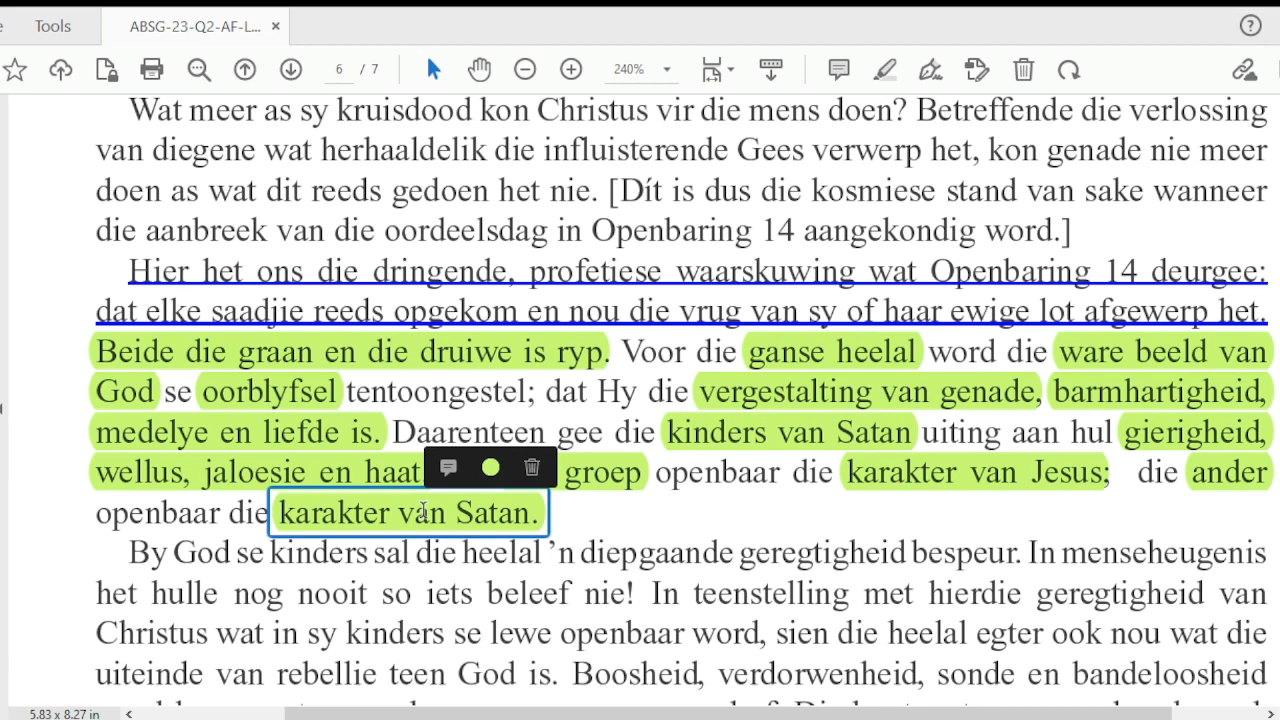 Tools
ABSG-23-Q2-AF-L... ×
6 / 7
240%
Wat meer as sy kruisdood kon Christus vir die mens doen? Betreffende die verlossing
van diegene wat herhaaldelik die influisterende Gees verwerp het, kon genade nie meer
doen as wat dit reeds gedoen het nie. [Dít is dus die kosmiese stand van sake wanneer
die aanbreek van die oordeelsdag in Openbaring 14 aangekondig word.]
Hier het ons die dringende, profetiese waarskuwing wat Openbaring 14 deurgee:
dat elke saadjie reeds opgekom en nou die vrug van sy of haar ewige lot afgewerp het.
Beide die graan en die druiwe is ryp. Voor die ganse heelal word die ware beeld van
God se oorblyfsel tentoongestel; dat Hy die vergestalting van genade, barmhartigheid,
medelye en liefde is. Daarenteen gee die kinders van Satan uiting aan hul gierigheid,
wellus, jaloesie en haat groep openbaar die karakter van Jesus; die ander
openbaar die karakter van Satan.
By God se kinders sal die heelal ’n diepgaande geregtigheid bespeur. In menseheugenis
het hulle nog nooit so iets beleef nie! In teenstelling met hierdie geregtigheid van
Christus wat in sy kinders se lewe openbaar word, sien die heelal egter ook nou wat die
uiteinde van rebellie teen God is. Boosheid, verdorwenheid, sonde en bandeloosheid
5.83 x 8.27 in